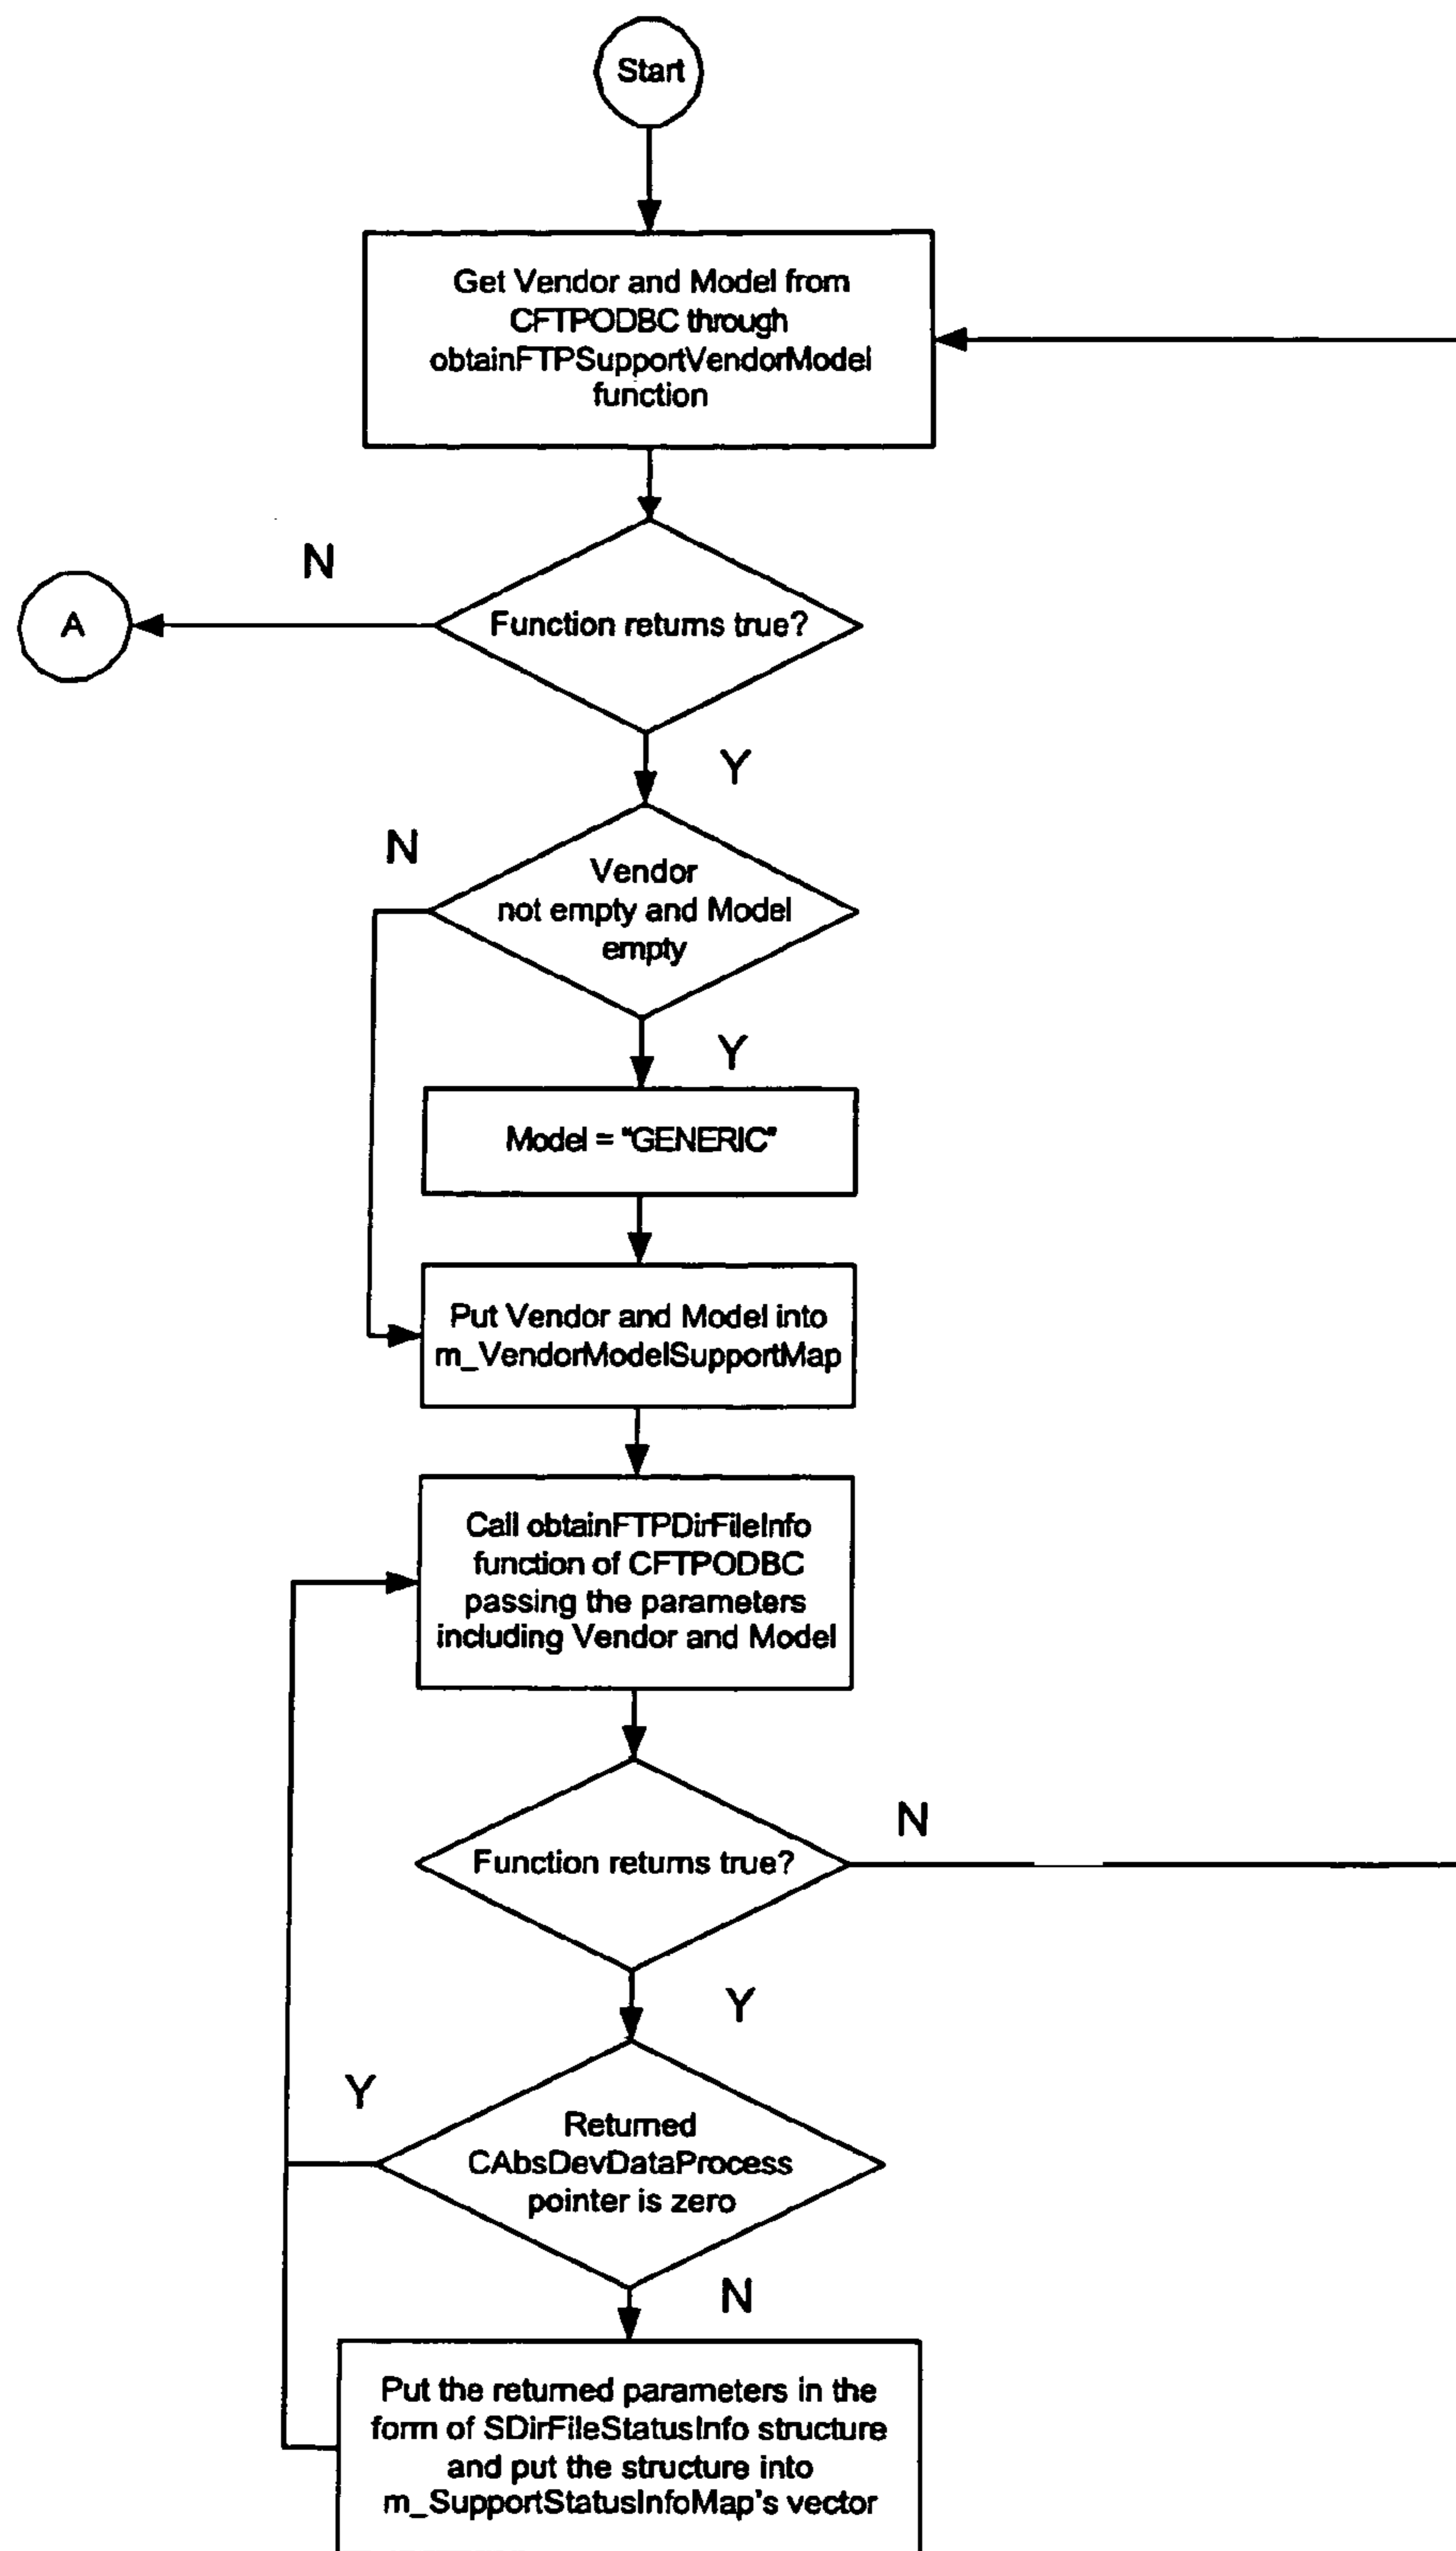 Start
Get Vendor and Model from
CFTPODBC through
obtainFTPSupportVendorModel
function
N
A
Function returns true?
Y
N
Vendor
not empty and Model
empty
Y
Model = "GENERIC"
Put Vendor and Model into
m_VendorModelSupportMap
Call obtainFTPDirFileInfo
function of CFTPODBC
passing the parameters
including Vendor and Model
N
Function returns true?
Y
Y
Returned
CAbsDevDataProcess
pointer is zero
N
Put the returned parameters in the
form of SDirFileStatusInfo structure
and put the structure into
m_SupportStatusInfoMap's vector